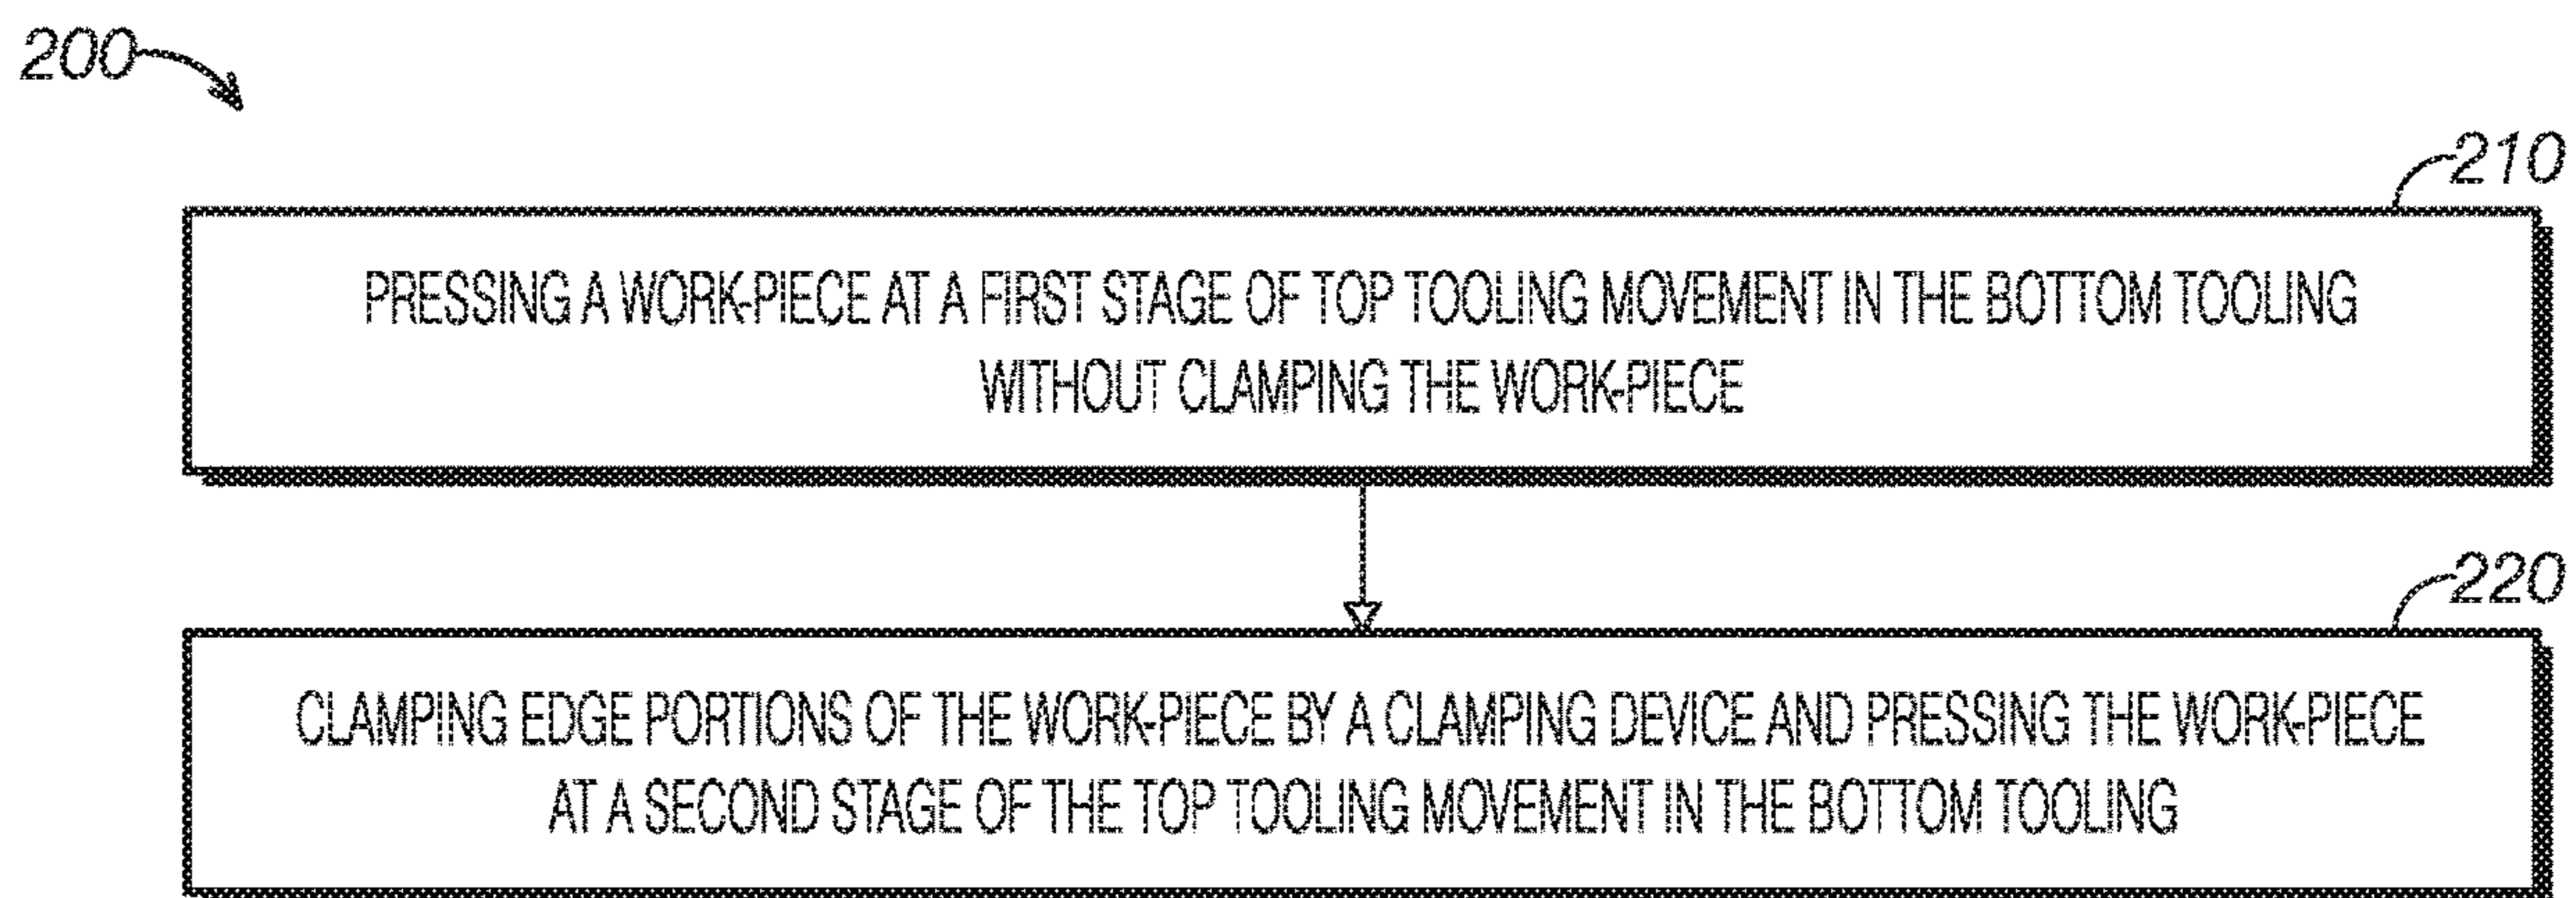 200
210
PRESSING A WORK-PIECE AT A FIRST STAGE OF TOP TOOLING MOVEMENT IN THE BOTTOM TOOLING
WITHOUT CLAMPING THE WORK-PIECE
220
CLAMPING EDGE PORTIONS OF THE WORK-PIECE BY A CLAMPING DEVICE AND PRESSING THE WORK-PIECE
AT A SECOND STAGE OF THE TOP TOOLING MOVEMENT IN THE BOTTOM TOOLING